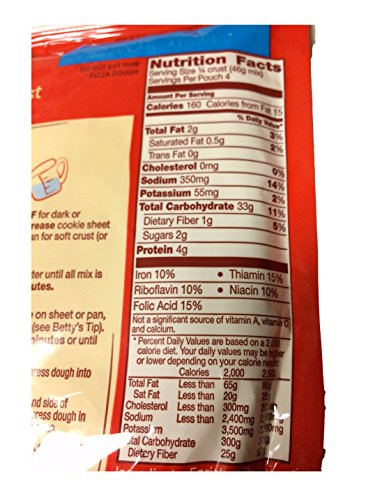 DO NOT EAT RAW
PIZZA DOUGH
st
F for dark or
rease cookie sheet
an for soft crust (or
ter until all mix is
utes.
on sheet or pan,
(see Betty's Tip).
minutes or until
ress dough into
nd side of
press dough in
Nutrition Facts
Serving Size ¼ crust (46g mix)
Servings Per Pouch 4
Amount Per Serving
Calories 160 Calories from Fat 15
% Daily Value*
Total Fat 2g 3%
Saturated Fat 0.5g 2%
Trans Fat 0g
Cholesterol 0mg 0%
Sodium 350mg 14%
Potassium 55mg 2%
Total Carbohydrate 33g 11%
Dietary Fiber 1g 5%
Sugars 2g
Protein 4g
Iron 10% • Thiamin 15%
Riboflavin 10% • Niacin 10%
Folic Acid 15%
Not a significant source of vitamin A, vitamin C
and calcium.
* Percent Daily Values are based on a 2,000
calorie diet. Your daily values may be higher
or lower depending on your calorie needs:
Calories 2,000 2,500
Total Fat Less than 65g 80g
Sat Fat Less than 20g 25g
Cholesterol Less than 300mg
Sodium Less than 2,400mg
Potassium 3,500mg
Total Carbohydrate 300g
Dietary Fiber 25g